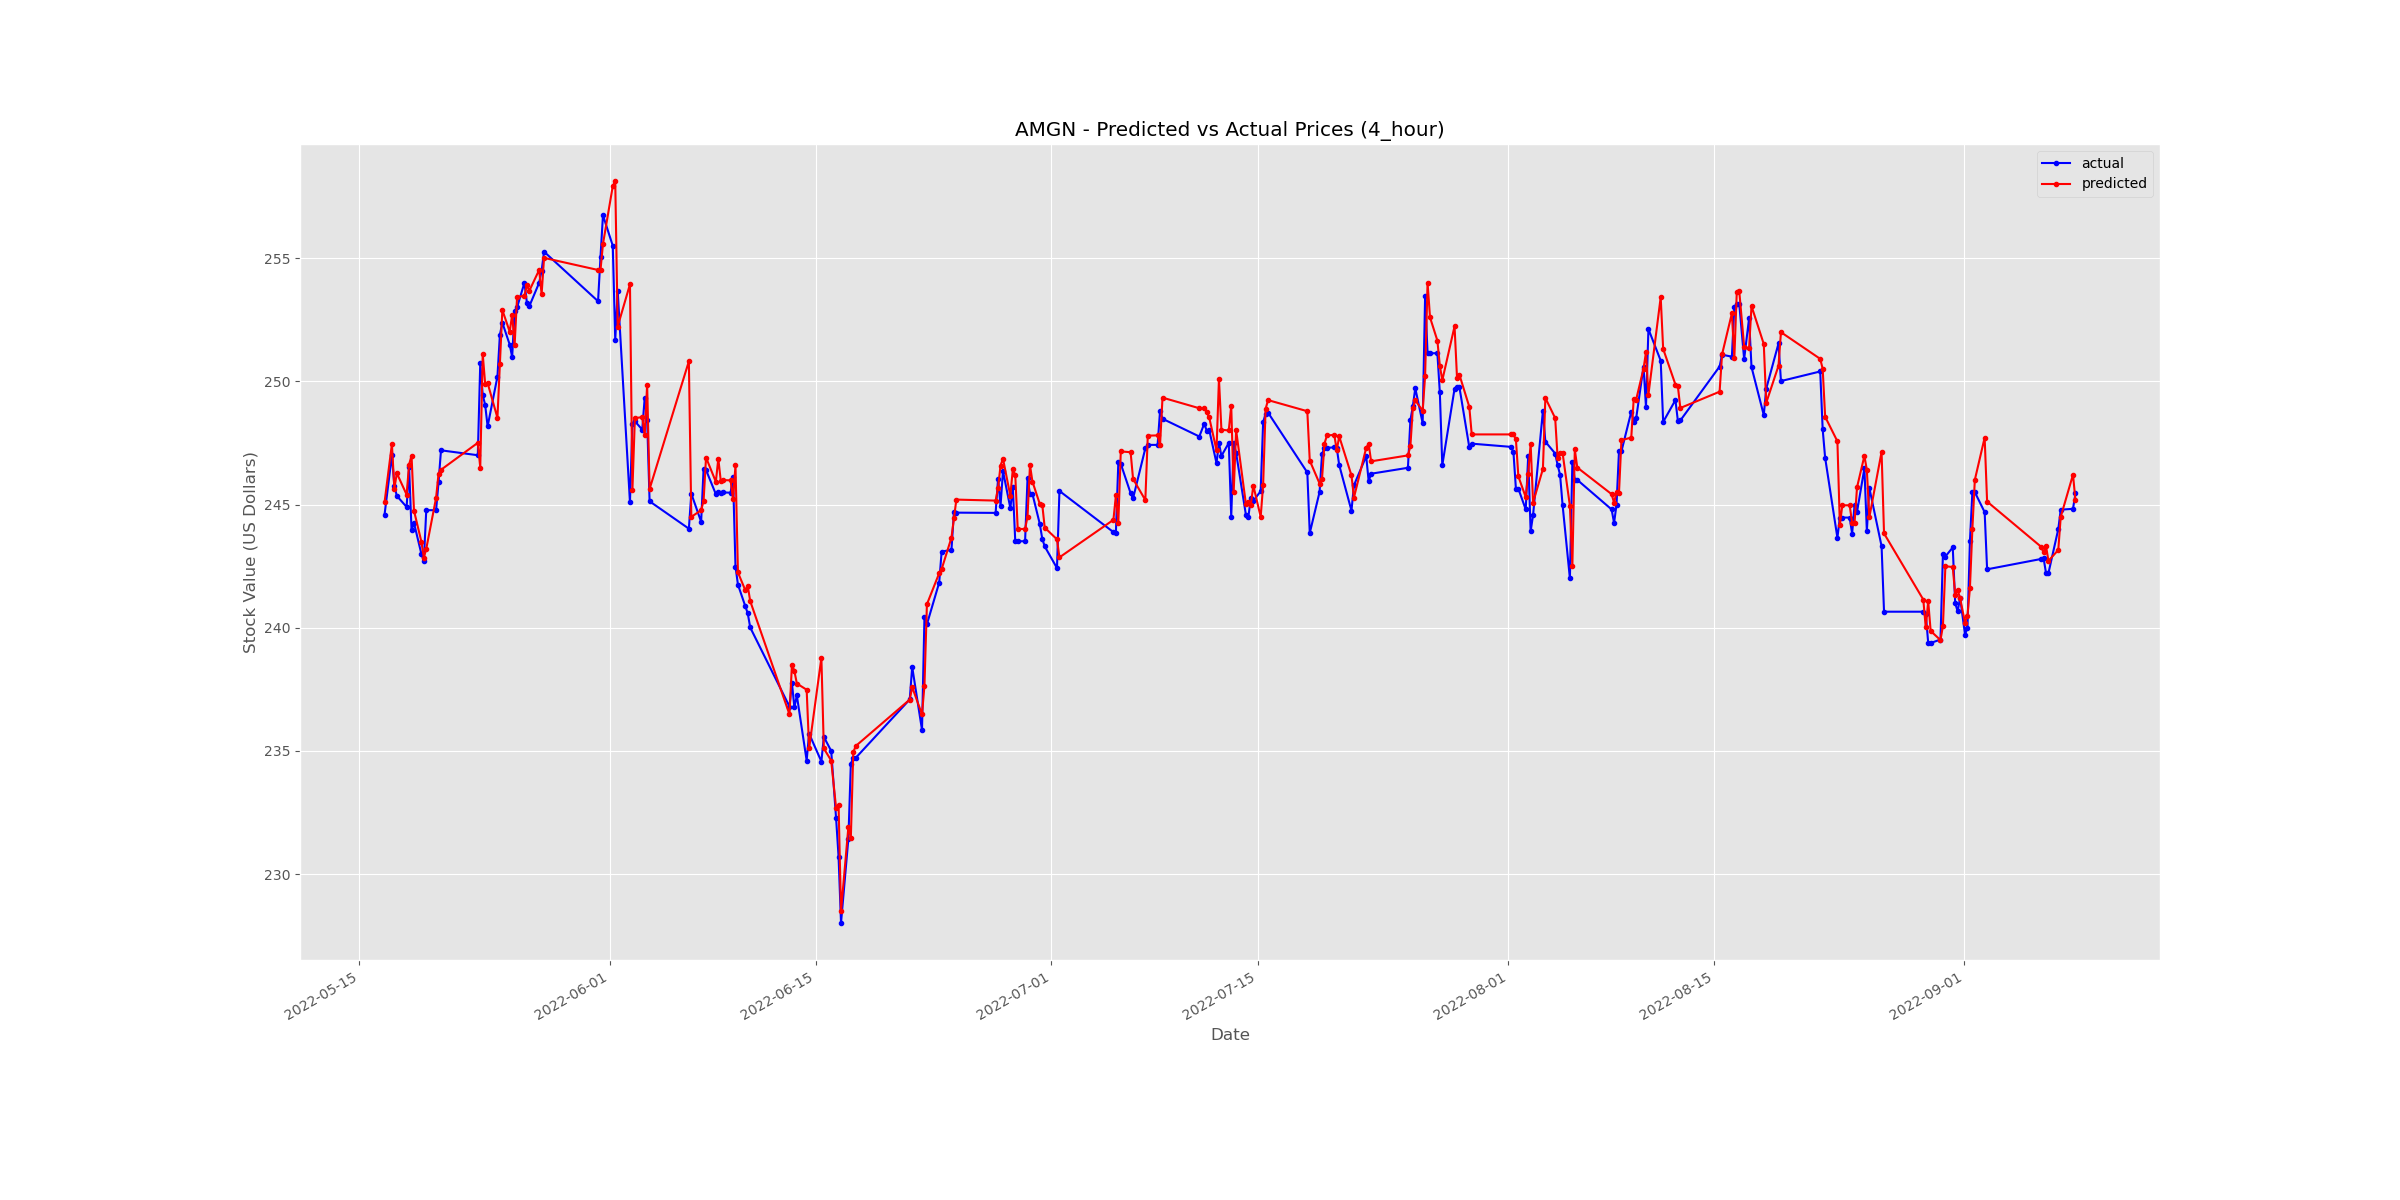 AMGN - Predicted vs Actual Prices (4_hour)
actual
predicted
Stock Value (US Dollars)
255
250
245
240
235
230
2022-05-15
2022-06-01
2022-06-15
2022-07-01
2022-07-15
2022-08-01
2022-08-15
2022-09-01
Date